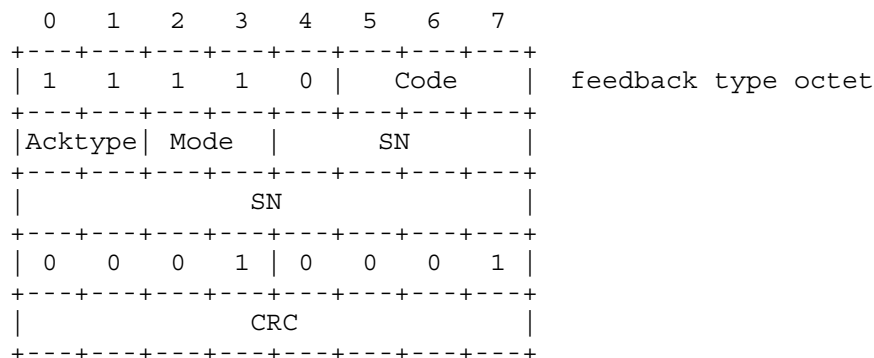 0   1   2   3   4   5   6   7
+---+---+---+---+---+---+---+---+
| 1   1   1   1   0 |   Code    |  feedback type octet
+---+---+---+---+---+---+---+---+
|Acktype| Mode  |      SN       |
+---+---+---+---+---+---+---+---+
|              SN               |
+---+---+---+---+---+---+---+---+
| 0   0   0   1 | 0   0   0   1 |
+---+---+---+---+---+---+---+---+
|              CRC              |
+---+---+---+---+---+---+---+---+